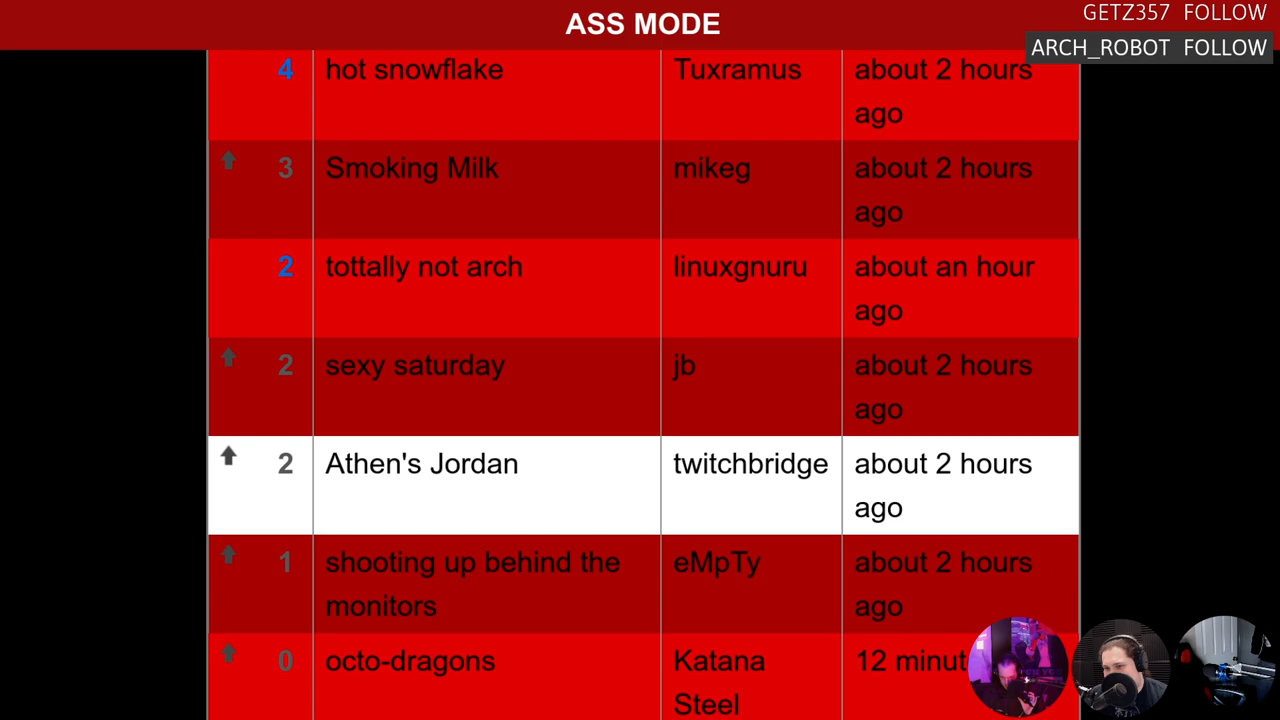 ASS MODE
GETZ357 FOLLOW
ARCH_ROBOT FOLLOW
4 hot snowflake Tuxramus about 2 hours
ago
3 Smoking Milk mikeg about 2 hours
ago
2 tottally not arch linuxgnuru about an hour
ago
2 sexy saturday jb about 2 hours
ago
2 Athen's Jordan twitchbridge about 2 hours
ago
1 shooting up behind the eMpTy about 2 hours
monitors ago
0 octo-dragons Katana 12
Steel